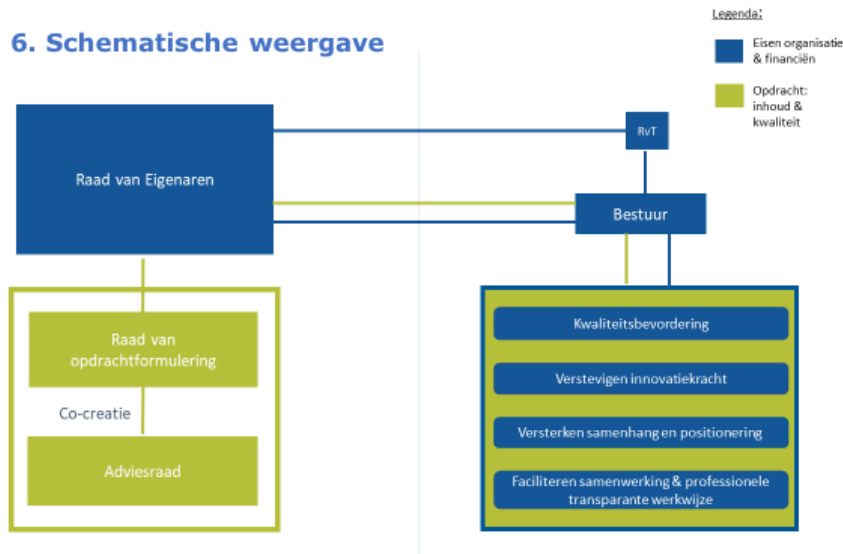 Legenda:
6. Schematische weergave
Eisen organisatie
& financiën
Opdracht:
inhoud &
kwaliteit
RvT
Raad van Eigenaren
Bestuur
Raad van
opdrachtformulering
Co-creatie
Adviesraad
Kwaliteitsbevordering
Verstevigen innovatiekracht
Versterken samenhang en positionering
Faciliteren samenwerking & professionele
transparante werkwijze